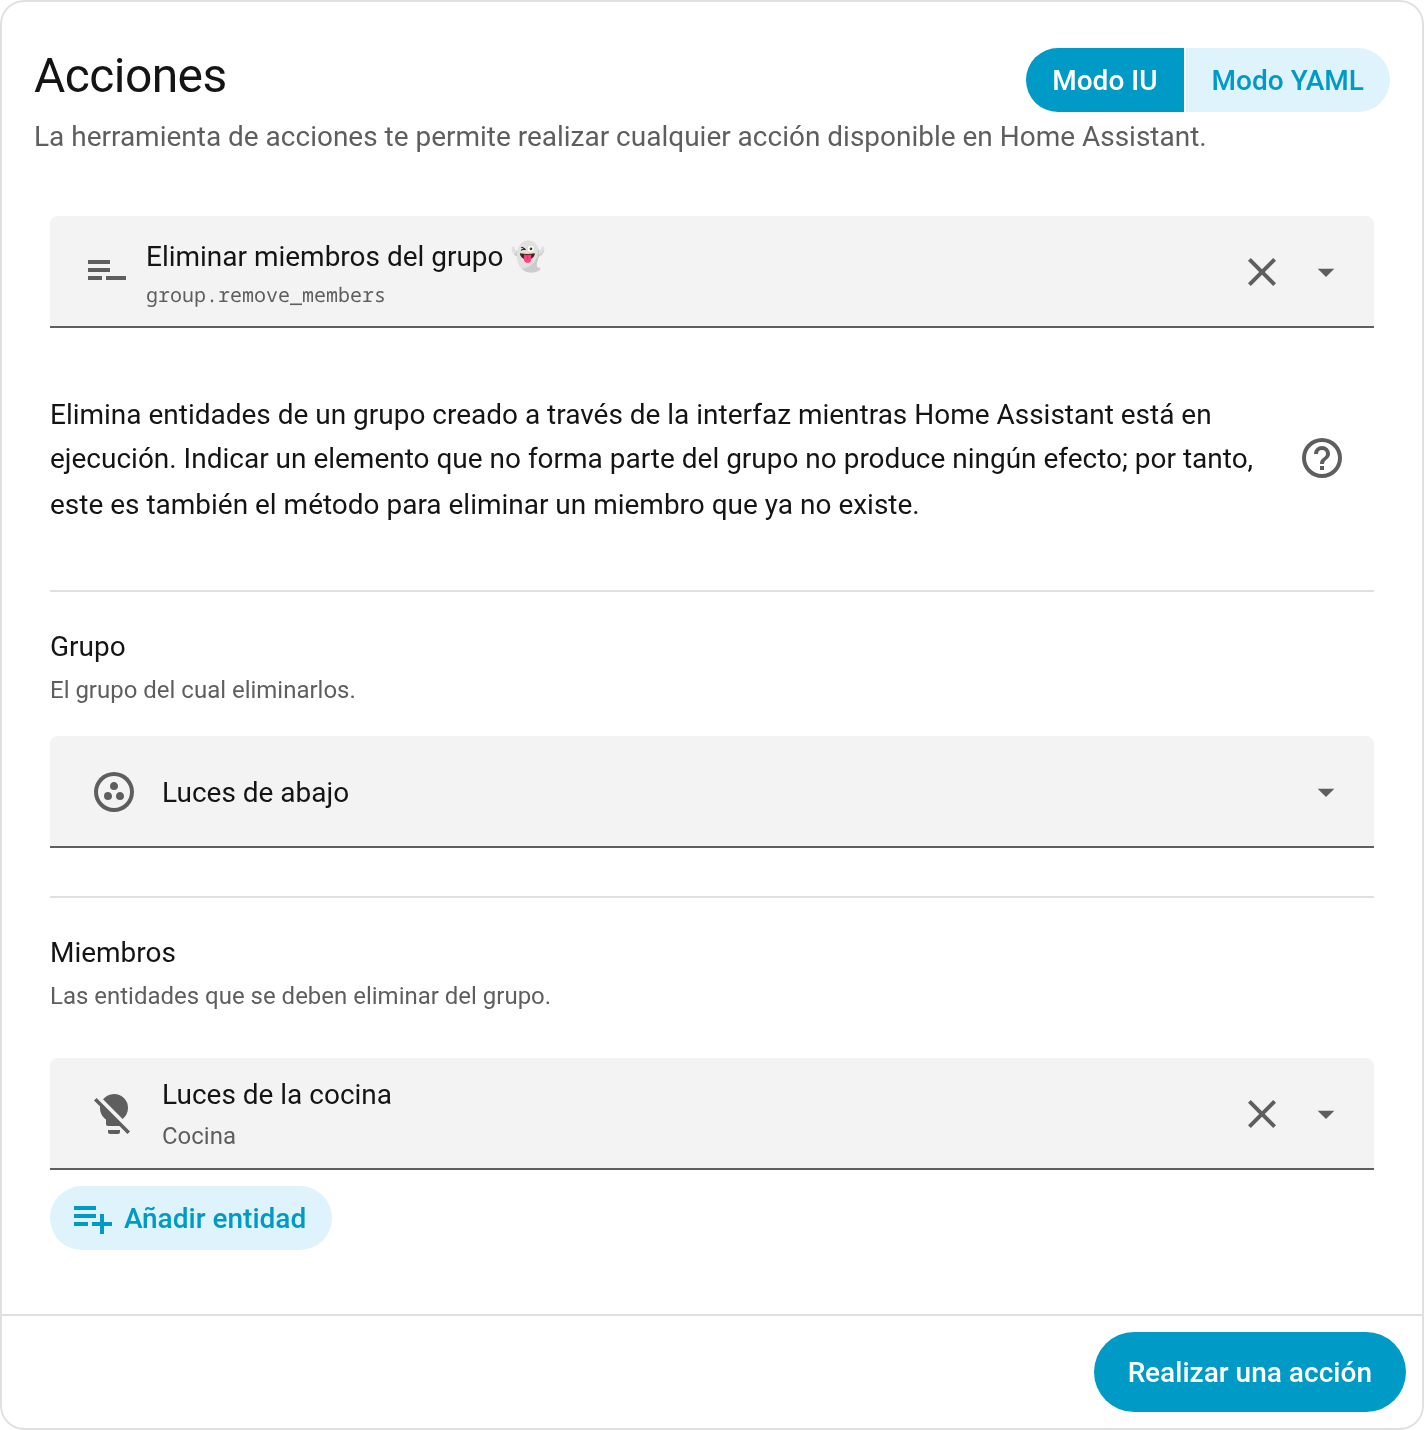 Acciones
Modo IU
Modo YAML
La herramienta de acciones te permite realizar cualquier acción disponible en Home Assistant.
Eliminar miembros del grupo 👻
group.remove_members
Elimina entidades de un grupo creado a través de la interfaz mientras Home Assistant está en
ejecución. Indicar un elemento que no forma parte del grupo no produce ningún efecto; por tanto,
este es también el método para eliminar un miembro que ya no existe.
Grupo
El grupo del cual eliminarlos.
Luces de abajo
Miembros
Las entidades que se deben eliminar del grupo.
Luces de la cocina
Cocina
Añadir entidad
Realizar una acción